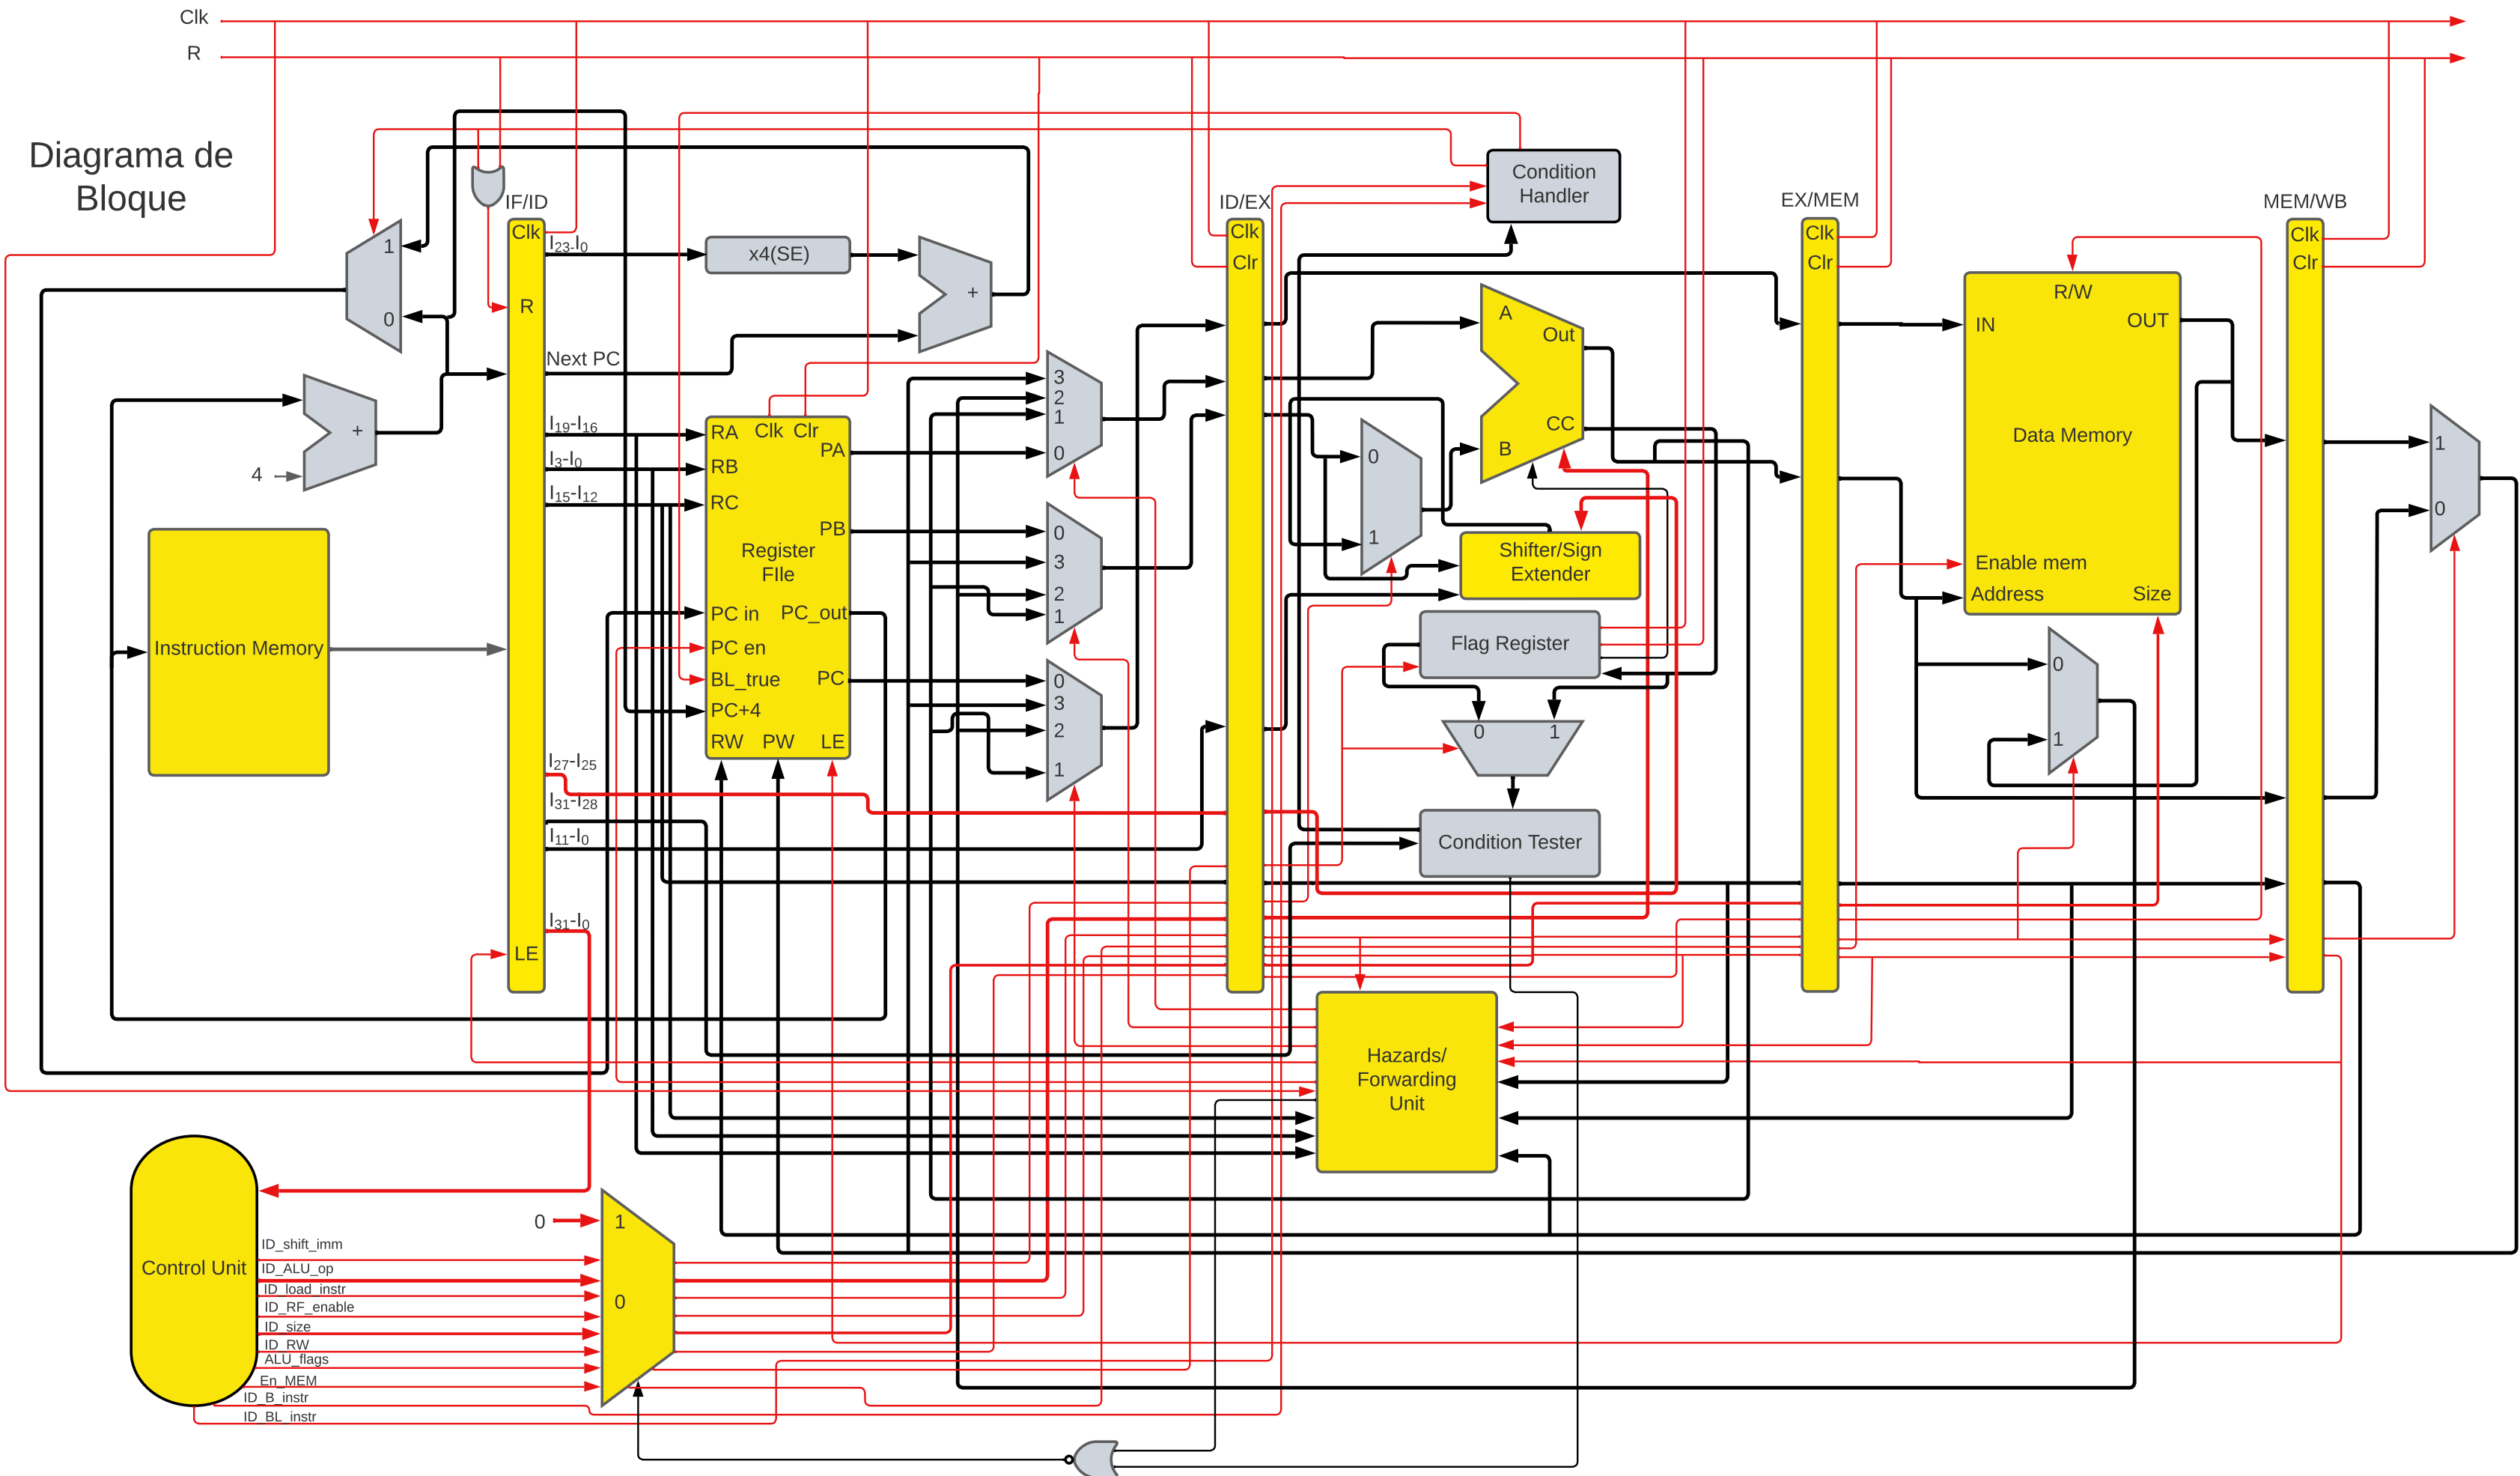 Clk
R
Diagrama de
Bloque
IF/ID
ID/EX
EX/MEM
MEM/WB
Condition
Handler
1
0
Clk
R
LE
I23-I0
Next PC
I19-I16
I3-I0
I15-I12
I27-I25
I31-I28
I11-I0
I31-I0
x4(SE)
+
+
4
Instruction Memory
RA
Clk
Clr
PA
RB
RC
PB
Register
FIle
PC in
PC_out
PC en
BL_true
PC
PC+4
RW
PW
LE
3
2
1
0
0
3
2
1
0
3
2
1
Clk
Clr
A
Out
CC
B
0
1
Shifter/Sign
Extender
Flag Register
0
1
Condition Tester
Clk
Clr
R/W
IN
OUT
Data Memory
Enable mem
Address
Size
0
1
Clk
Clr
1
0
Hazards/
Forwarding
Unit
Control Unit
0
1
0
ID_shift_imm
ID_ALU_op
ID_load_instr
ID_RF_enable
ID_size
ID_RW
ALU_flags
En_MEM
ID_B_instr
ID_BL_instr